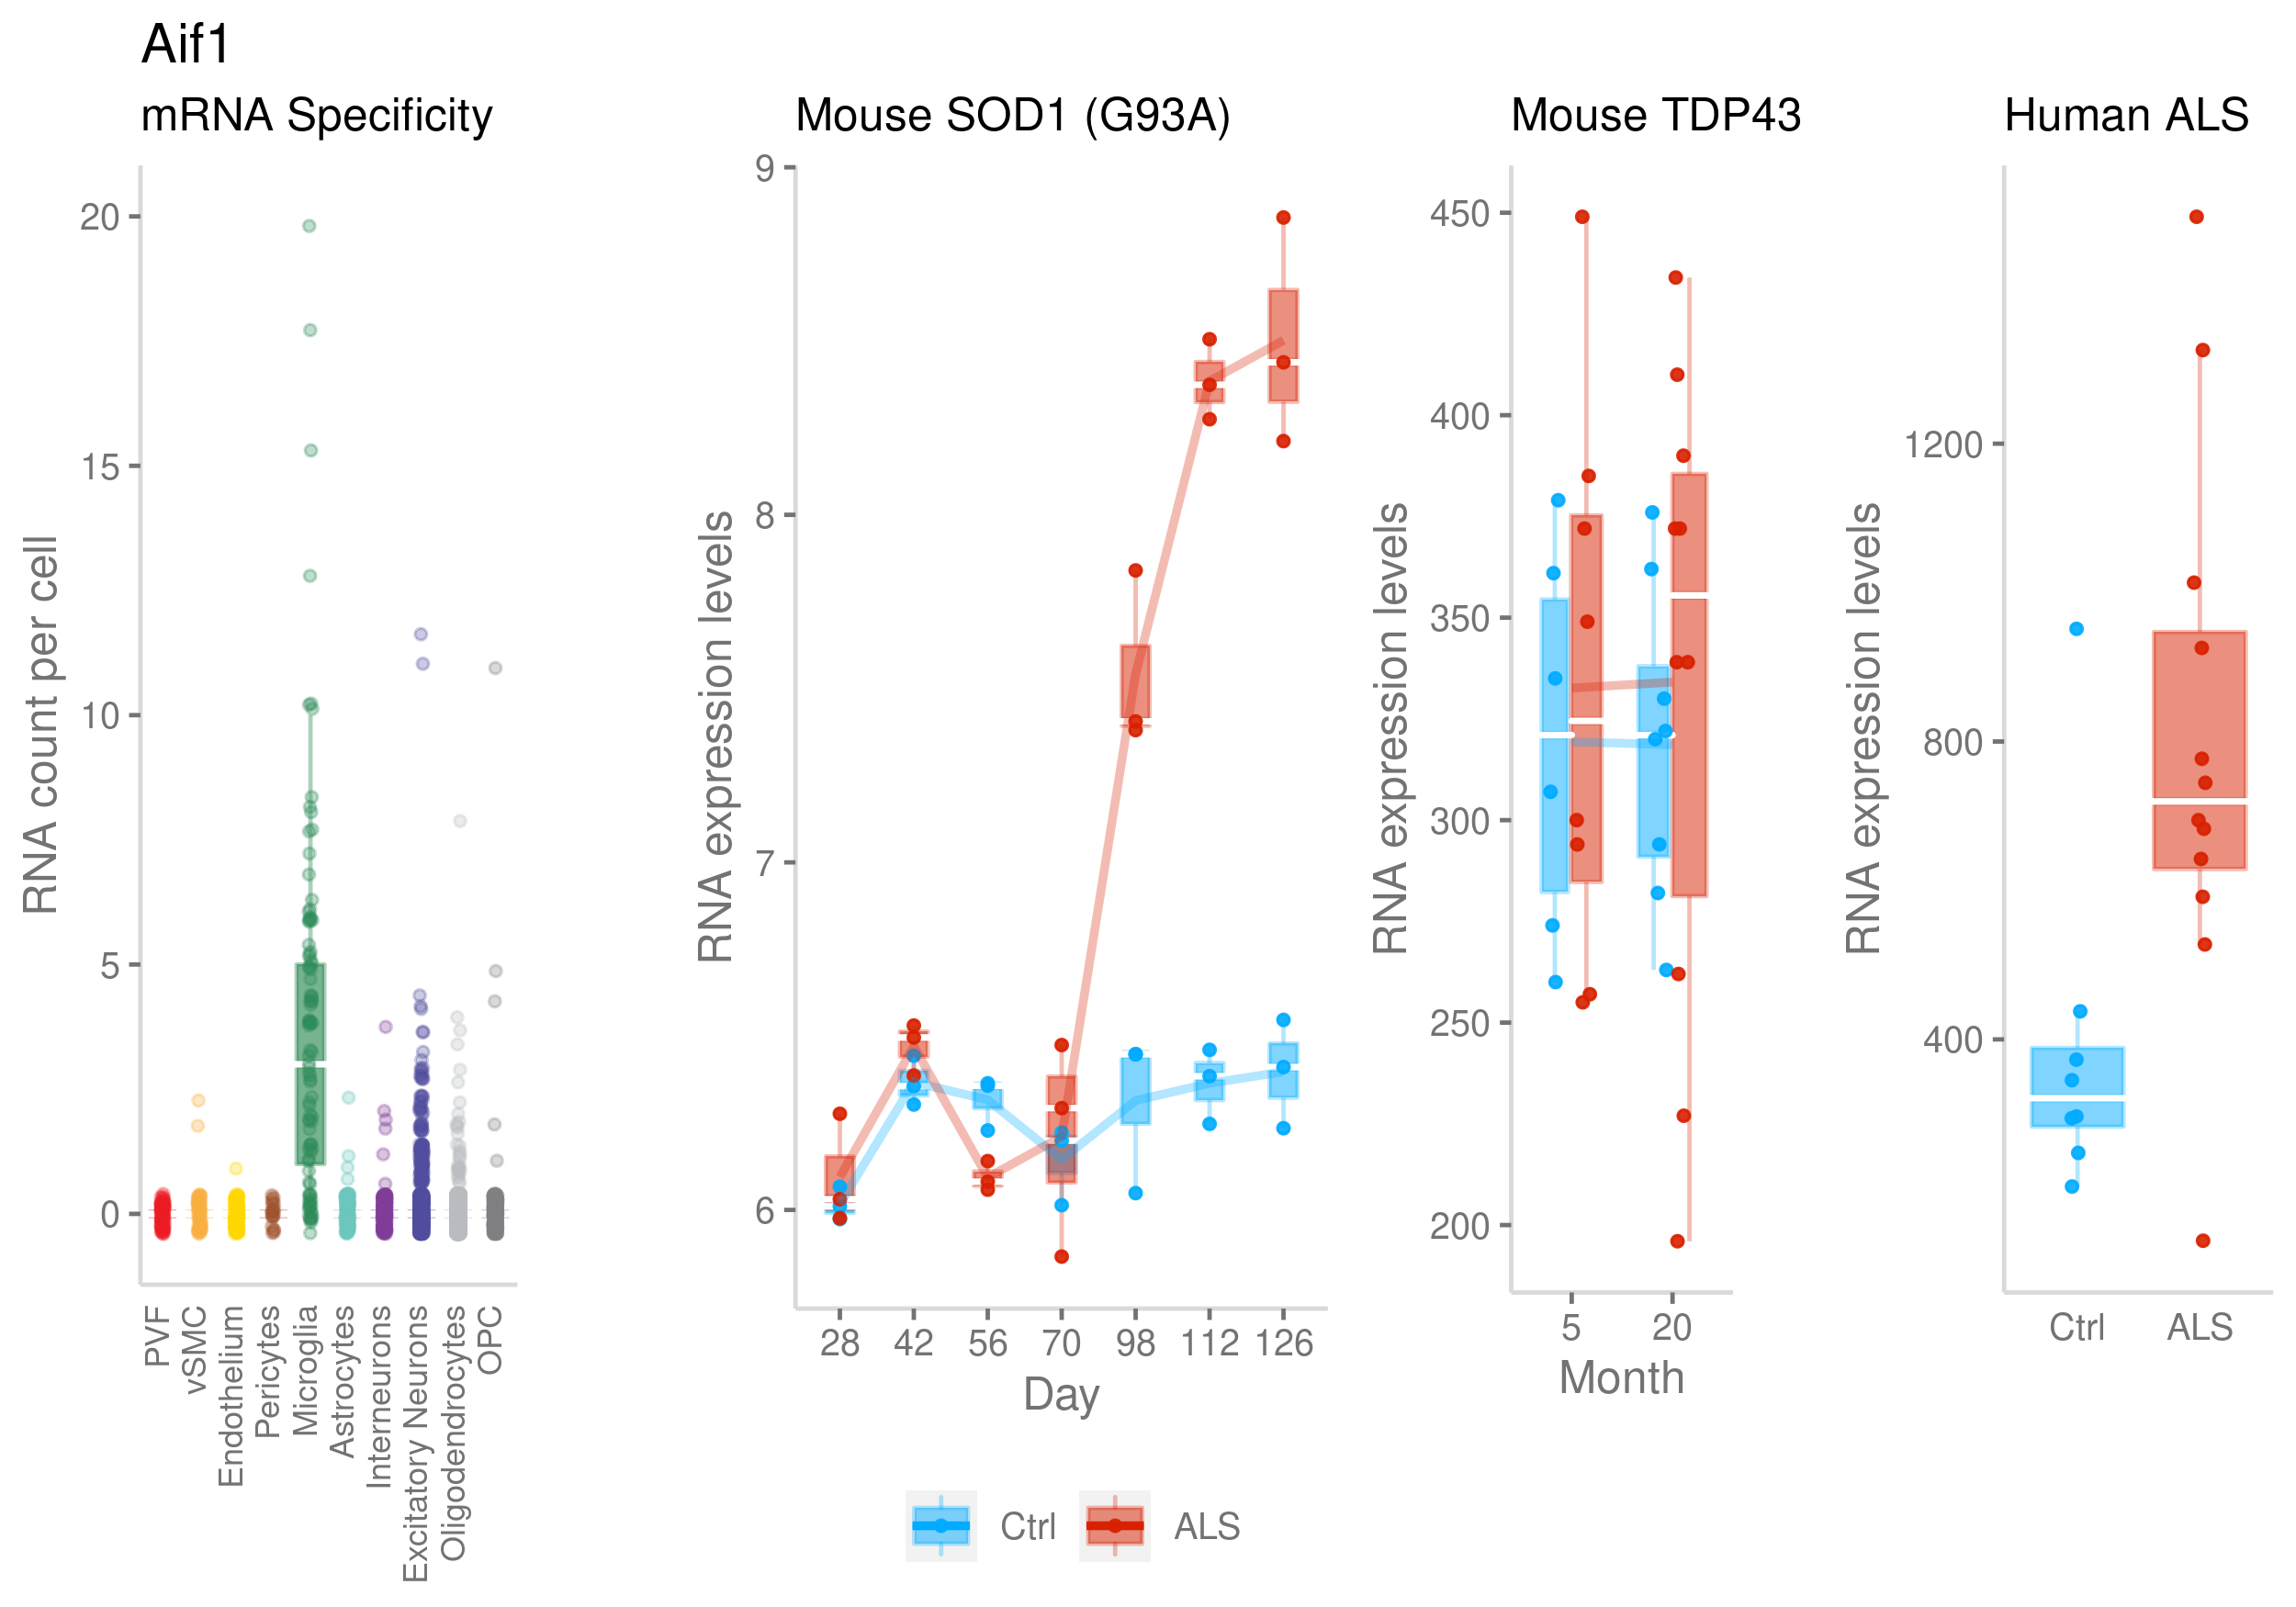 Aif1
mRNA Specificity
RNA count per cell
20
15
10
5
0
PVF
vSMC
Endothelium
Pericytes
Microglia
Astrocytes
Interneurons
Excitatory Neurons
Oligodendrocytes
OPC
Mouse SOD1 (G93A)
RNA expression levels
9
8
7
6
28 42 56 70 98 112 126
Day
Mouse TDP43
RNA expression levels
450
400
350
300
250
200
5 20
Month
Human ALS
RNA expression levels
1200
800
400
Ctrl ALS
Ctrl ALS